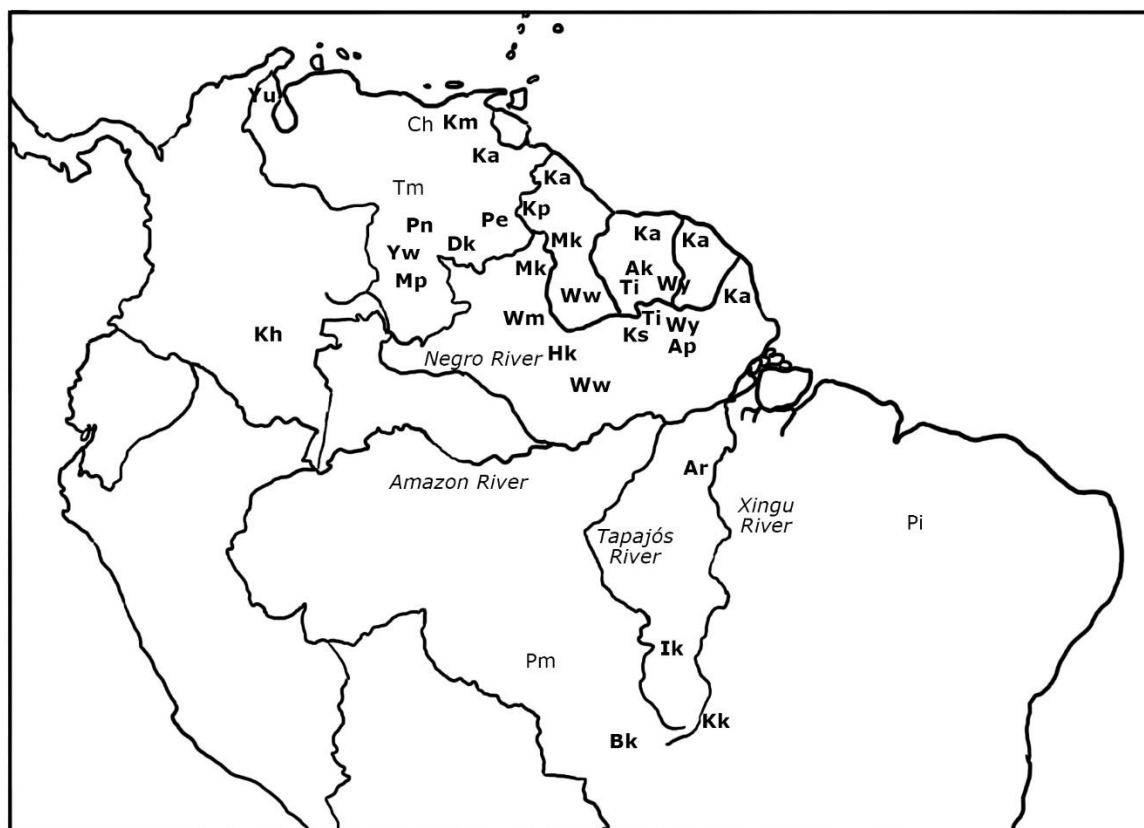 Yu
Ch Km
Ka
Ka
Tm
Kp
Pn
Pe
Ka
Ka
Yw
Dk
Mk
Mk
Mp
Ak
Ti
Wy
Ww
Ka
Wm
Ti
Wy
Kh
Ks
Ap
Negro River
Hk
Ww
Amazon River
Ar
Xingu
River
Pi
Tapajós
River
Ik
Pm
Kk
Bk